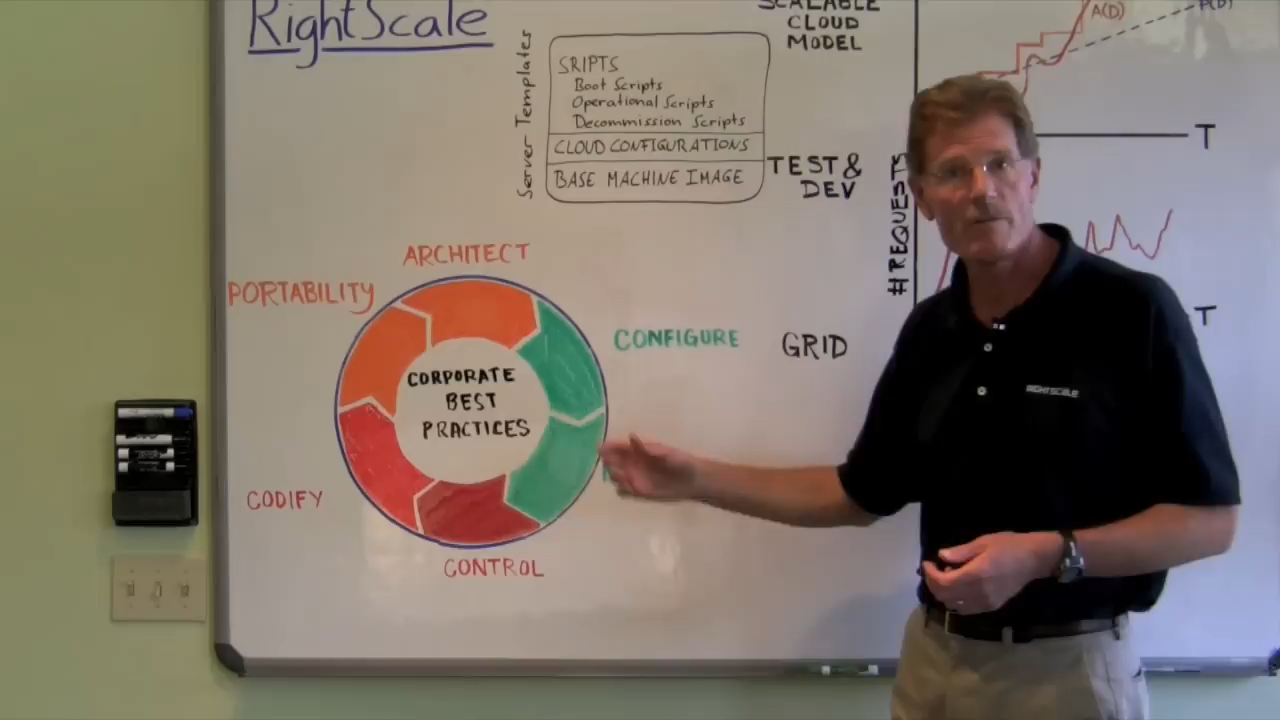 RightScale
Server Templates
SRIPTS
Boot Scripts
Operational Scripts
Decommission Scripts
CLOUD CONFIGURATIONS
BASE MACHINE IMAGE
SCALABLE
CLOUD
MODEL
TEST &
DEV
GRID
A(D)
P(D)
T
# REQUESTS
T
ARCHITECT
PORTABILITY
CONFIGURE
CORPORATE
BEST
PRACTICES
CODIFY
CONTROL
RIGHTSCALE